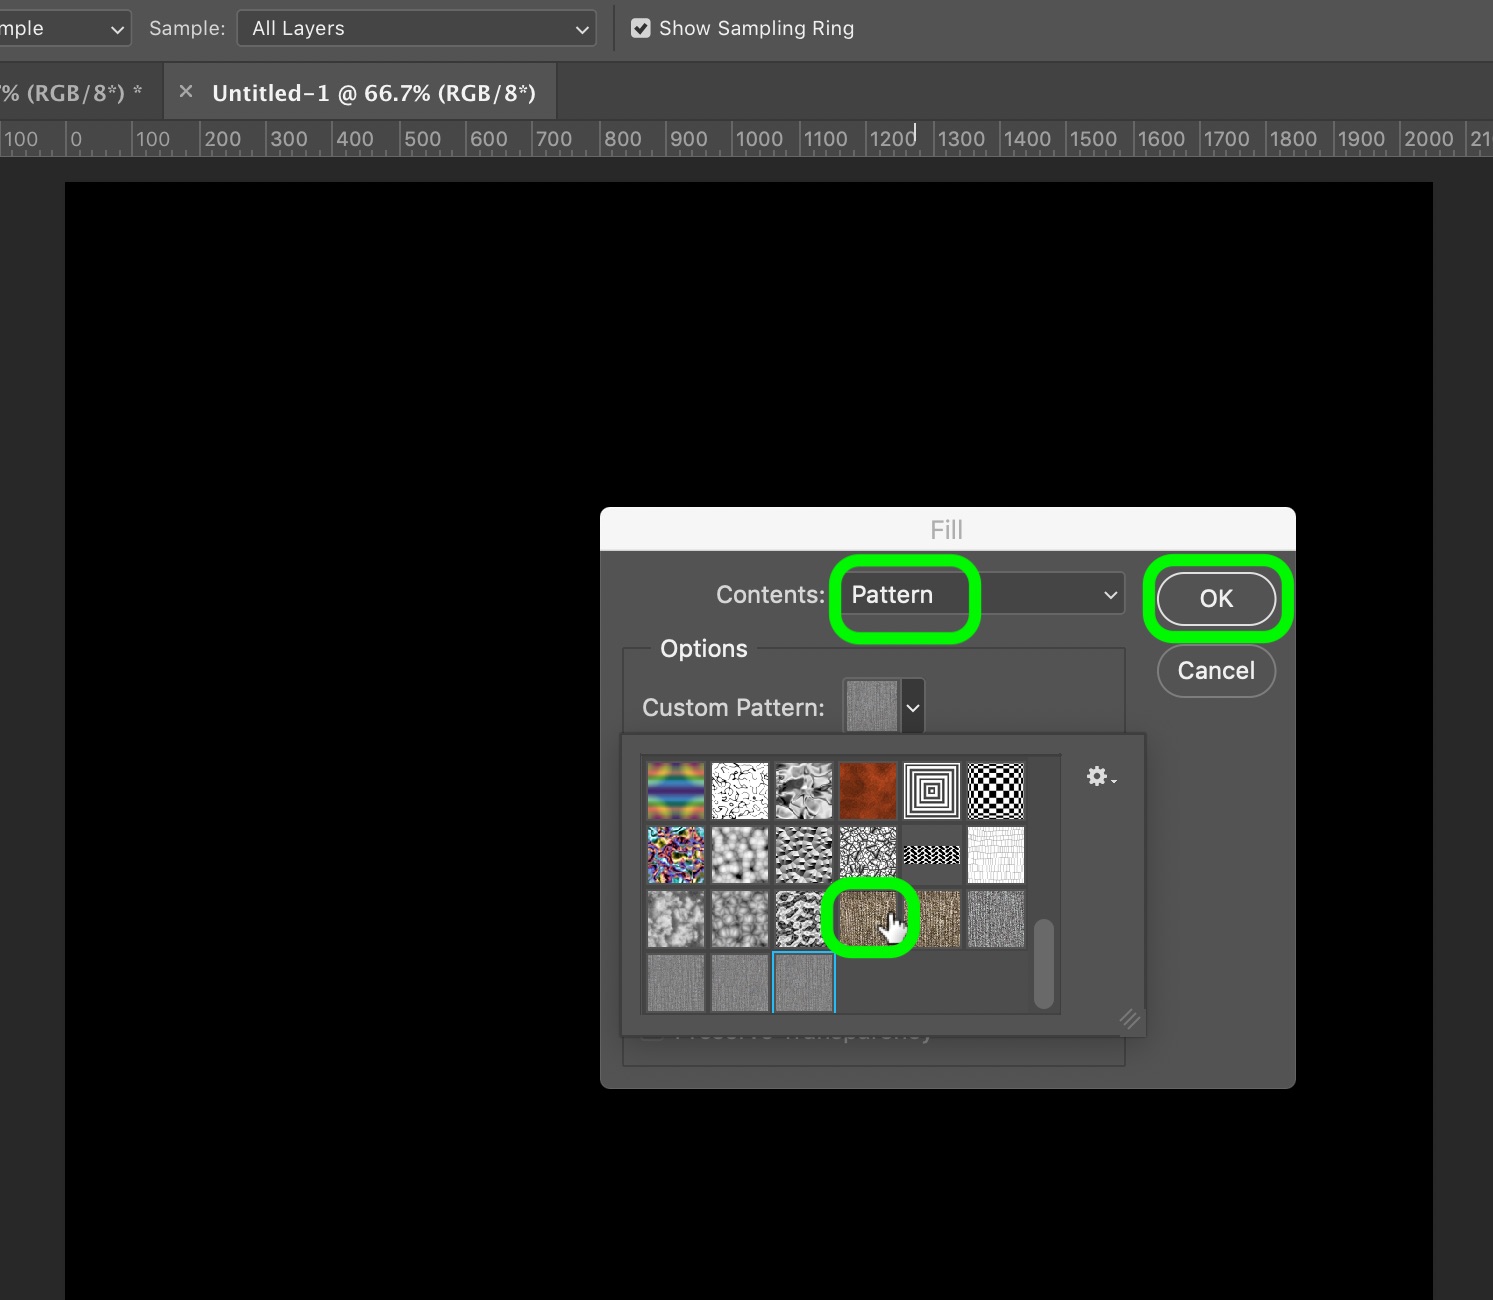 mple Sample: All Layers Show Sampling Ring
% (RGB/8*) * × Untitled-1 @ 66.7% (RGB/8*)
100 0 100 200 300 400 500 600 700 800 900 1000 1100 1200 1300 1400 1500 1600 1700 1800 1900 2000 21
Fill
Contents: Pattern OK
Options
Cancel
Custom Pattern:
Preserve Transparency